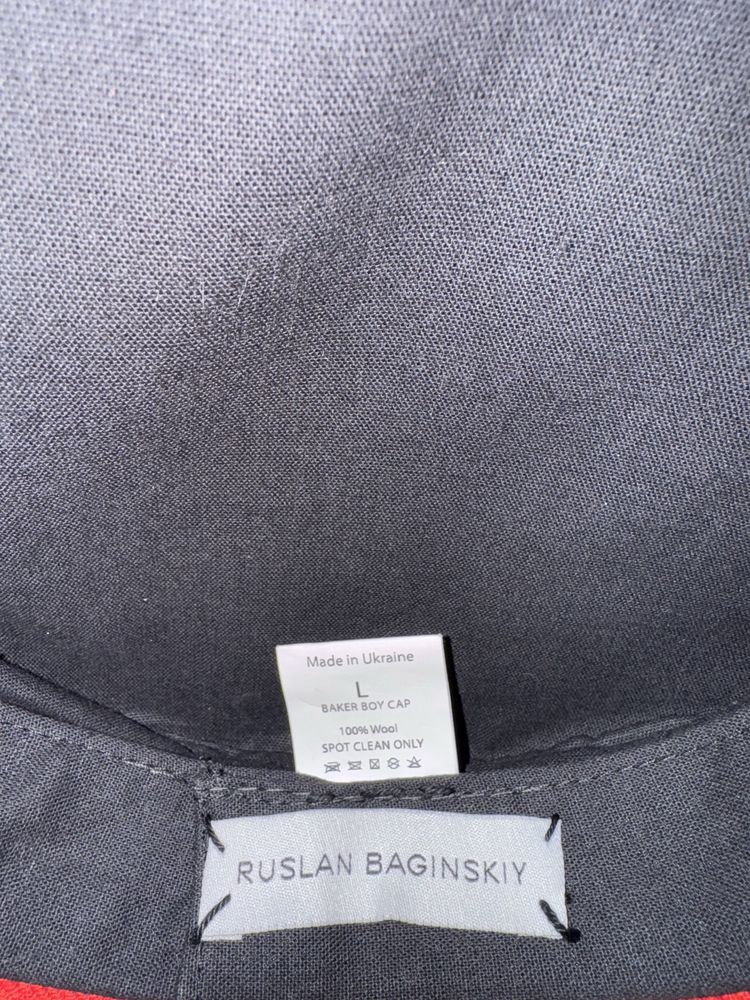 Made in Ukraine
L
BAKER BOY CAP
100% Wool
SPOT CLEAN ONLY
RUSLAN BAGINSKIY